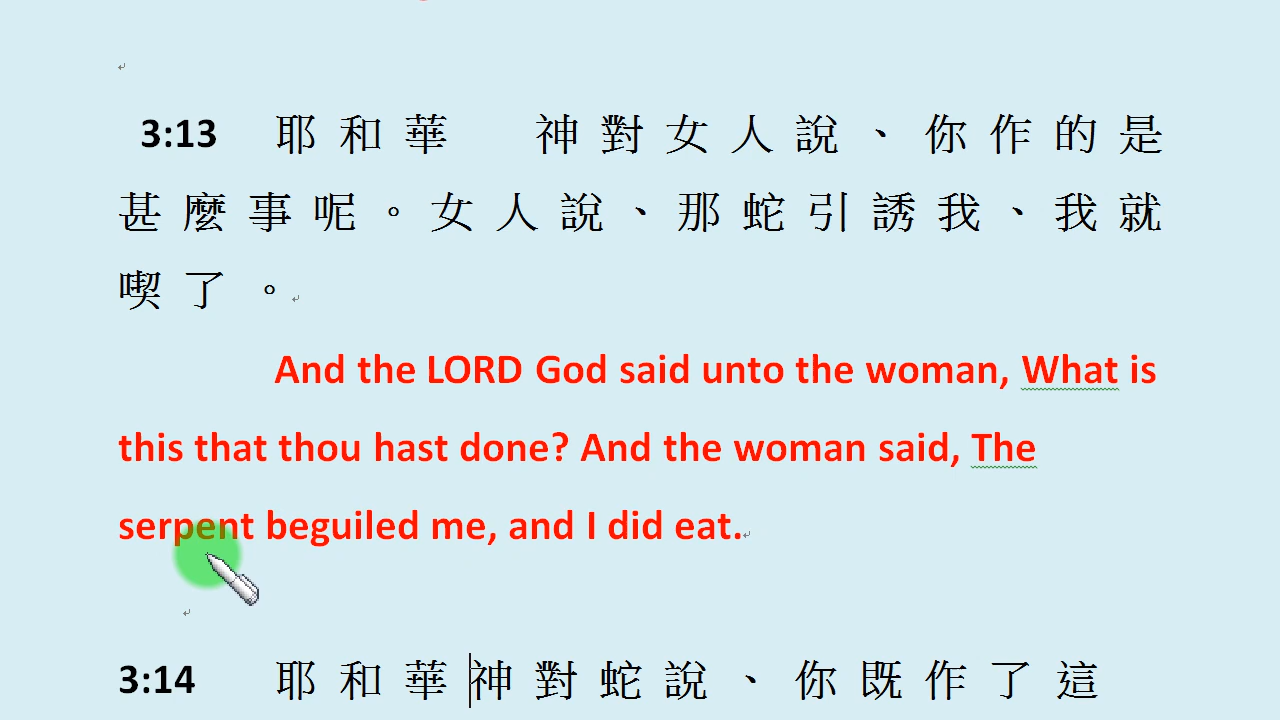 3:13 耶和華 神對女人說、你作的是
甚麼事呢。女人說、那蛇引誘我、我就
喫了。
And the LORD God said unto the woman, What is
this that thou hast done? And the woman said, The
serpent beguiled me, and I did eat.
3:14 耶和華神對蛇說、你既作了這